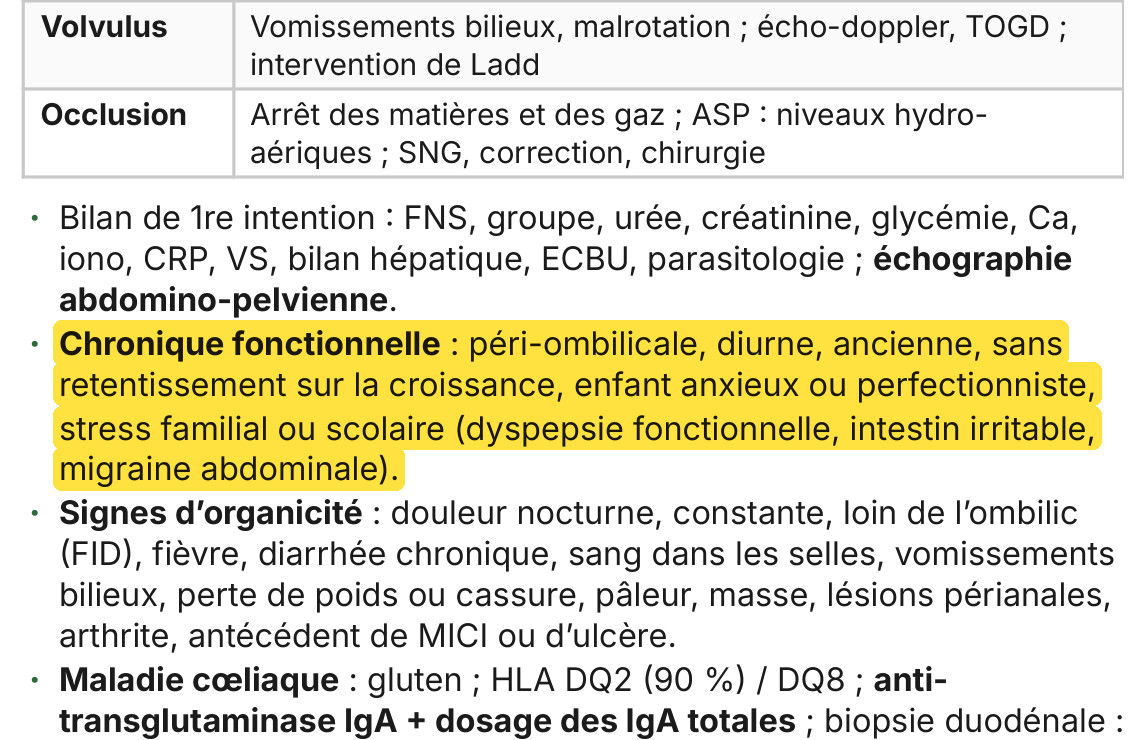 Volvulus
Vomissements bilieux, malrotation ; écho-doppler, TOGD ;
intervention de Ladd
Occlusion
Arrêt des matières et des gaz ; ASP : niveaux hydro-
aériques ; SNG, correction, chirurgie
• Bilan de 1re intention : FNS, groupe, urée, créatinine, glycémie, Ca,
iono, CRP, VS, bilan hépatique, ECBU, parasitologie ; échographie
abdomino-pelvienne.
• Chronique fonctionnelle : péri-ombilicale, diurne, ancienne, sans
retentissement sur la croissance, enfant anxieux ou perfectionniste,
stress familial ou scolaire (dyspepsie fonctionnelle, intestin irritable,
migraine abdominale).
• Signes d’organicité : douleur nocturne, constante, loin de l’ombilic
(FID), fièvre, diarrhée chronique, sang dans les selles, vomissements
bilieux, perte de poids ou cassure, pâleur, masse, lésions périanales,
arthrite, antécédent de MICI ou d’ulcère.
• Maladie cœliaque : gluten ; HLA DQ2 (90 %) / DQ8 ; anti-
transglutaminase IgA + dosage des IgA totales ; biopsie duodénale :